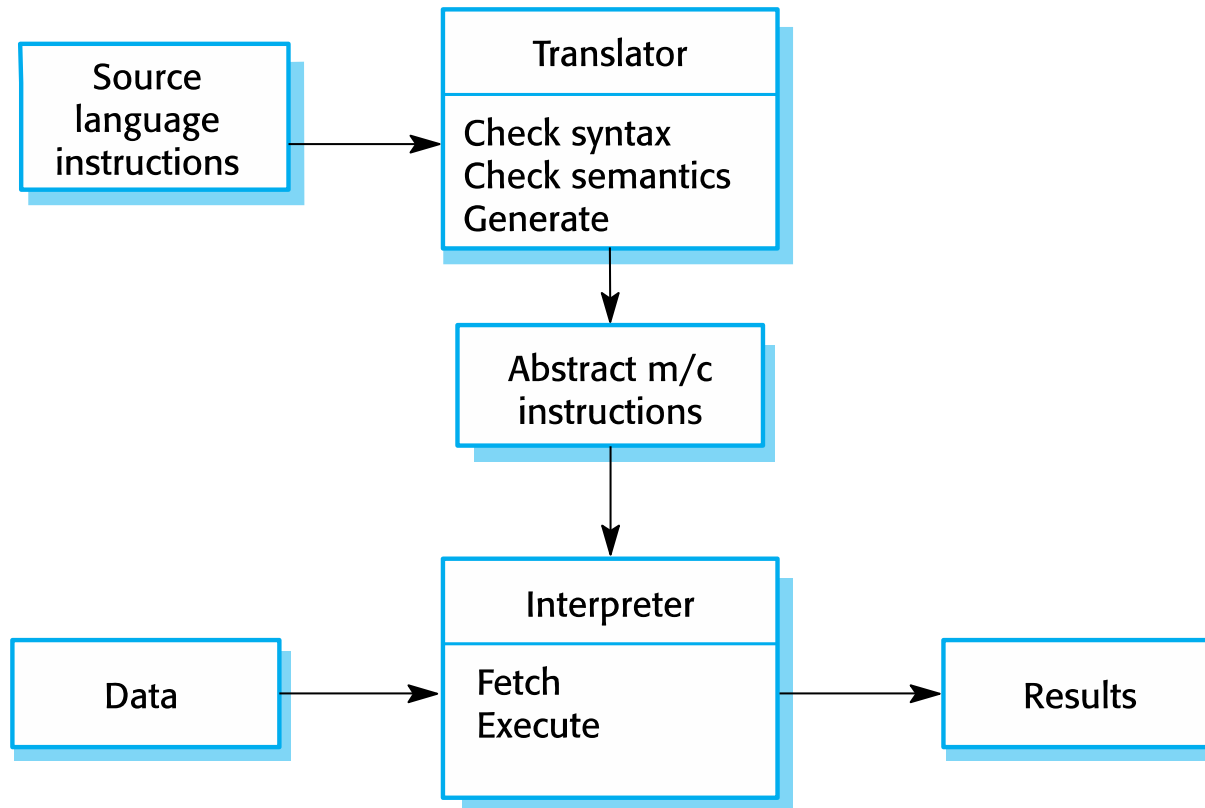 Source
language
instructions
Translator
Check syntax
Check semantics
Generate
Abstract m/c
instructions
Data
Interpreter
Fetch
Execute
Results